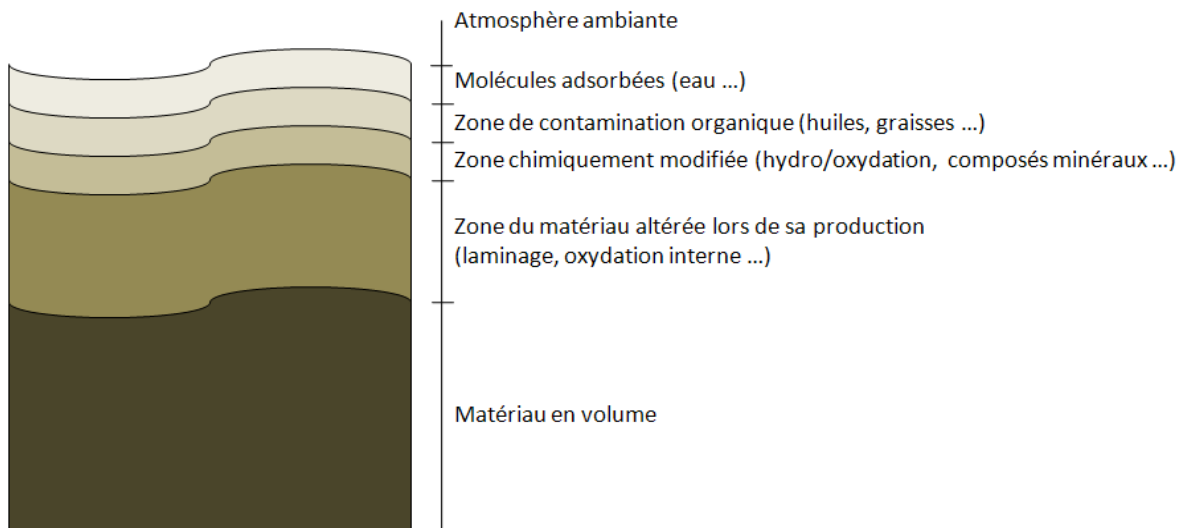 Atmosphère ambiante
Molécules adsorbées (eau ...)
Zone de contamination organique (huiles, graisses ...)
Zone chimiquement modifiée (hydro/oxydation, composés minéraux ...)
Zone du matériau altérée lors de sa production
(laminage, oxydation interne ...)
Matériau en volume